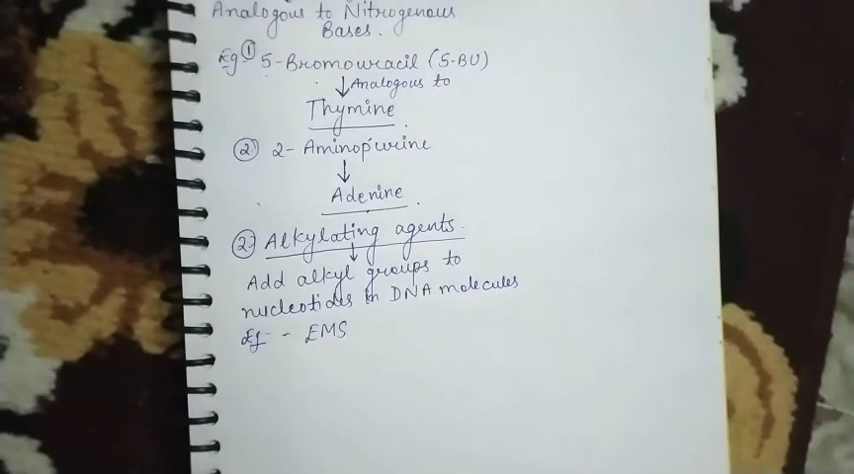 Analogous to Nitrogenous
Bases.
Eg ① 5-Bromouracil (5-BU)
↓ Analogous to
Thymine
② 2-Aminopurine
↓
Adenine
② Alkylating agents.
↓
Add alkyl groups to
nucleotides in DNA molecules
Eg - EMS